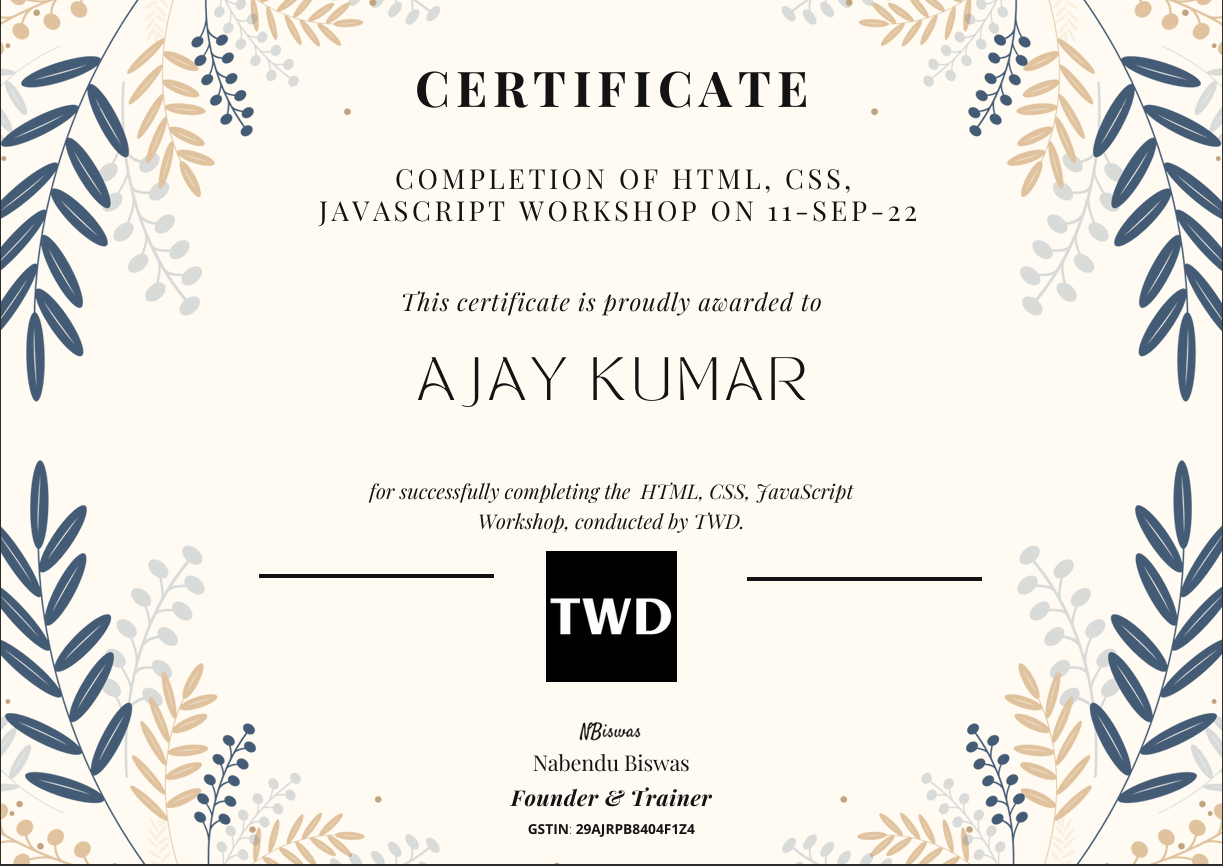 CERTIFICATE
COMPLETION OF HTML, CSS,
JAVASCRIPT WORKSHOP ON 11-SEP-22
This certificate is proudly awarded to
AJAY KUMAR
for successfully completing the HTML, CSS, JavaScript
Workshop, conducted by TWD.
TWD
NBiswas
Nabendu Biswas
Founder & Trainer
GSTIN: 29AJRPB8404F1Z4